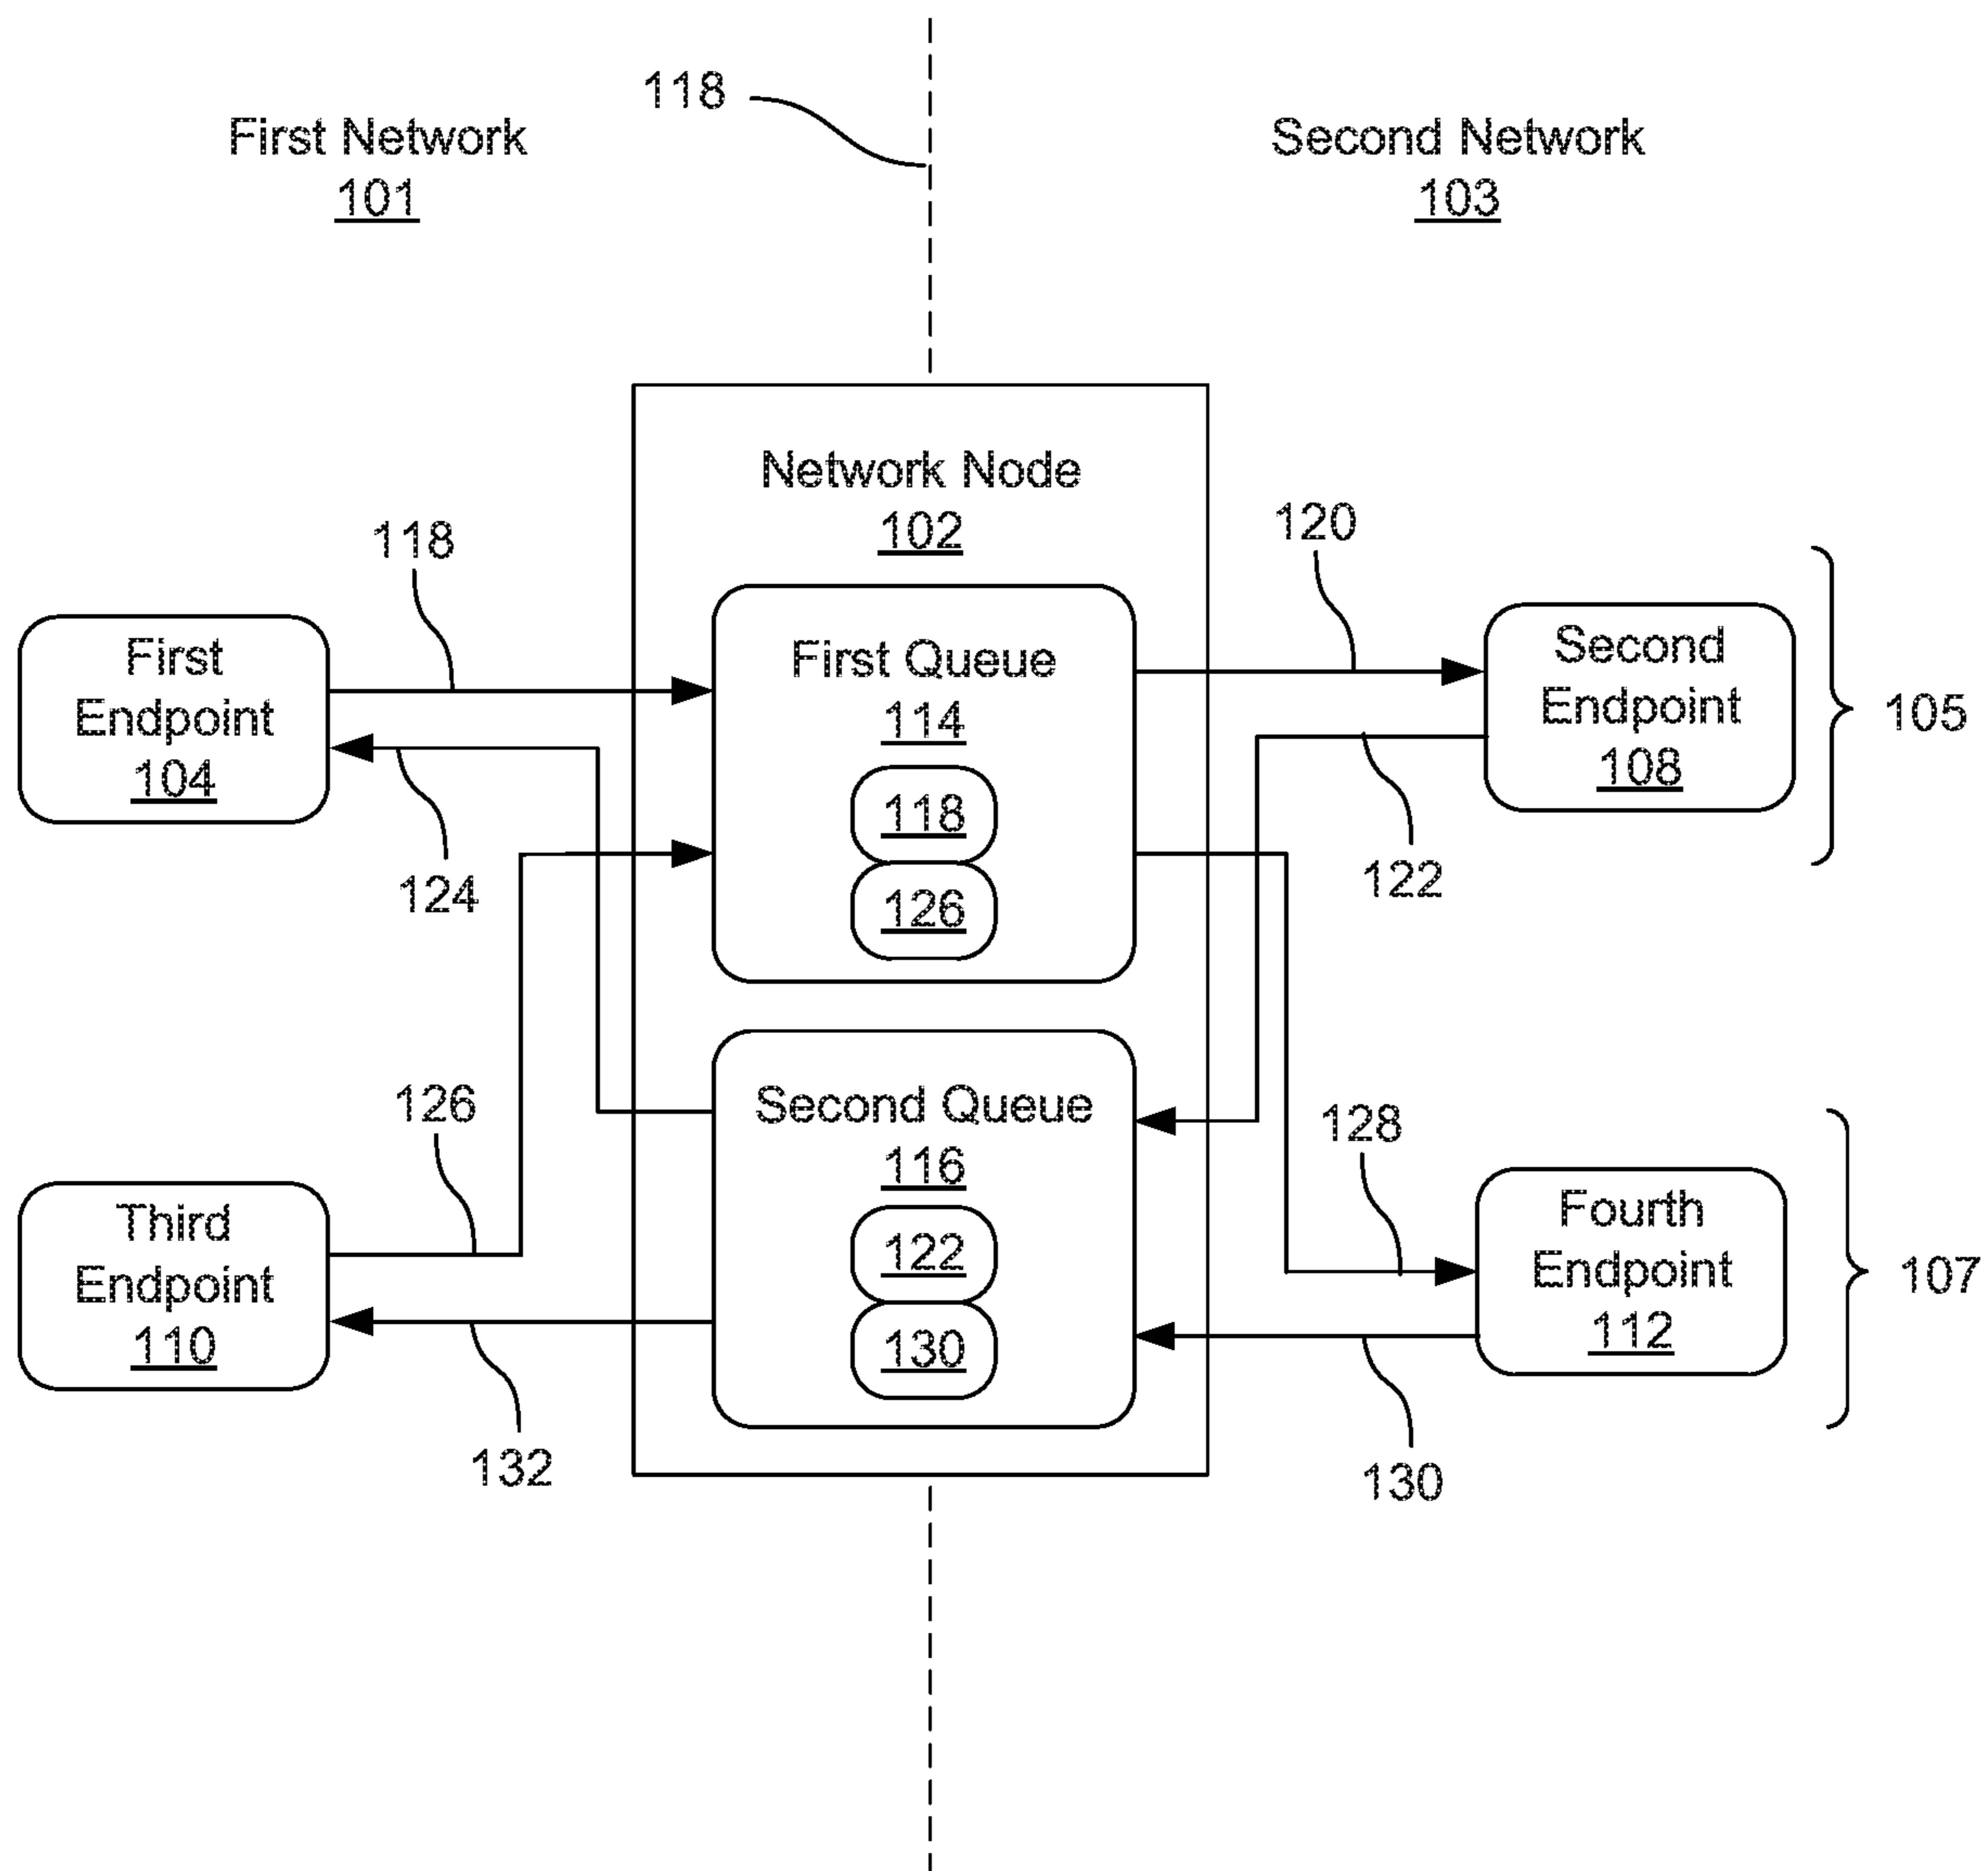 118
First Network
101
Second Network
103
Network Node
102
118
120
First
Endpoint
104
First Queue
114
118
126
Second
Endpoint
108
105
124
122
126
Second Queue
116
122
130
128
Third
Endpoint
110
Fourth
Endpoint
112
107
132
130